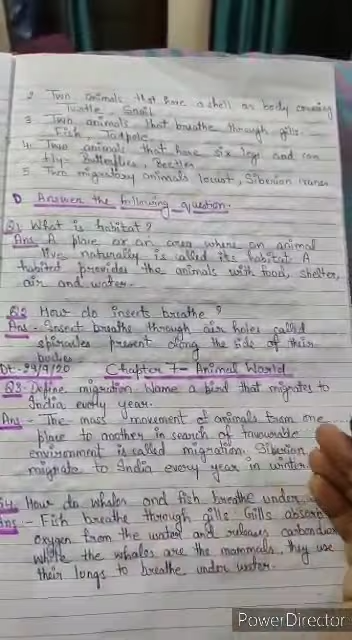 2 Two animals that have a shell as body covering
Turtle Snail
3 Two animals that breathe through gills.
Fish Tadpole
4. Two animals that have six legs and can
fly- Butterflies, Beetles
5 Two migratory animals locust, Siberian cranes
D Answer the following question.
Q1 What is habitat?
Ans A place or an area where an animal
live naturally is called its habitat A
habitat provides the animals with food, shelter,
air and water.
Q2 How do insects breathe?
Ans - Insect breathe through air holes called
spiracles present along the side of their
bodies
Dt-29/9/20 Chapter 7- Animal World
Q3- Define migration. Name a bird that migrates to
India every year.
Ans - The mass movement of animals from one
place to another in search of favourable
environment is called migration. Siberian
migrate to India every year in winter.
Q4. How do whales and fish breathe under
Ans - Fish breathe through gills. Gills absorb
oxygen from the water and releases
while the whales are the mammals, they use
their lungs to breathe under water.
PowerDirector